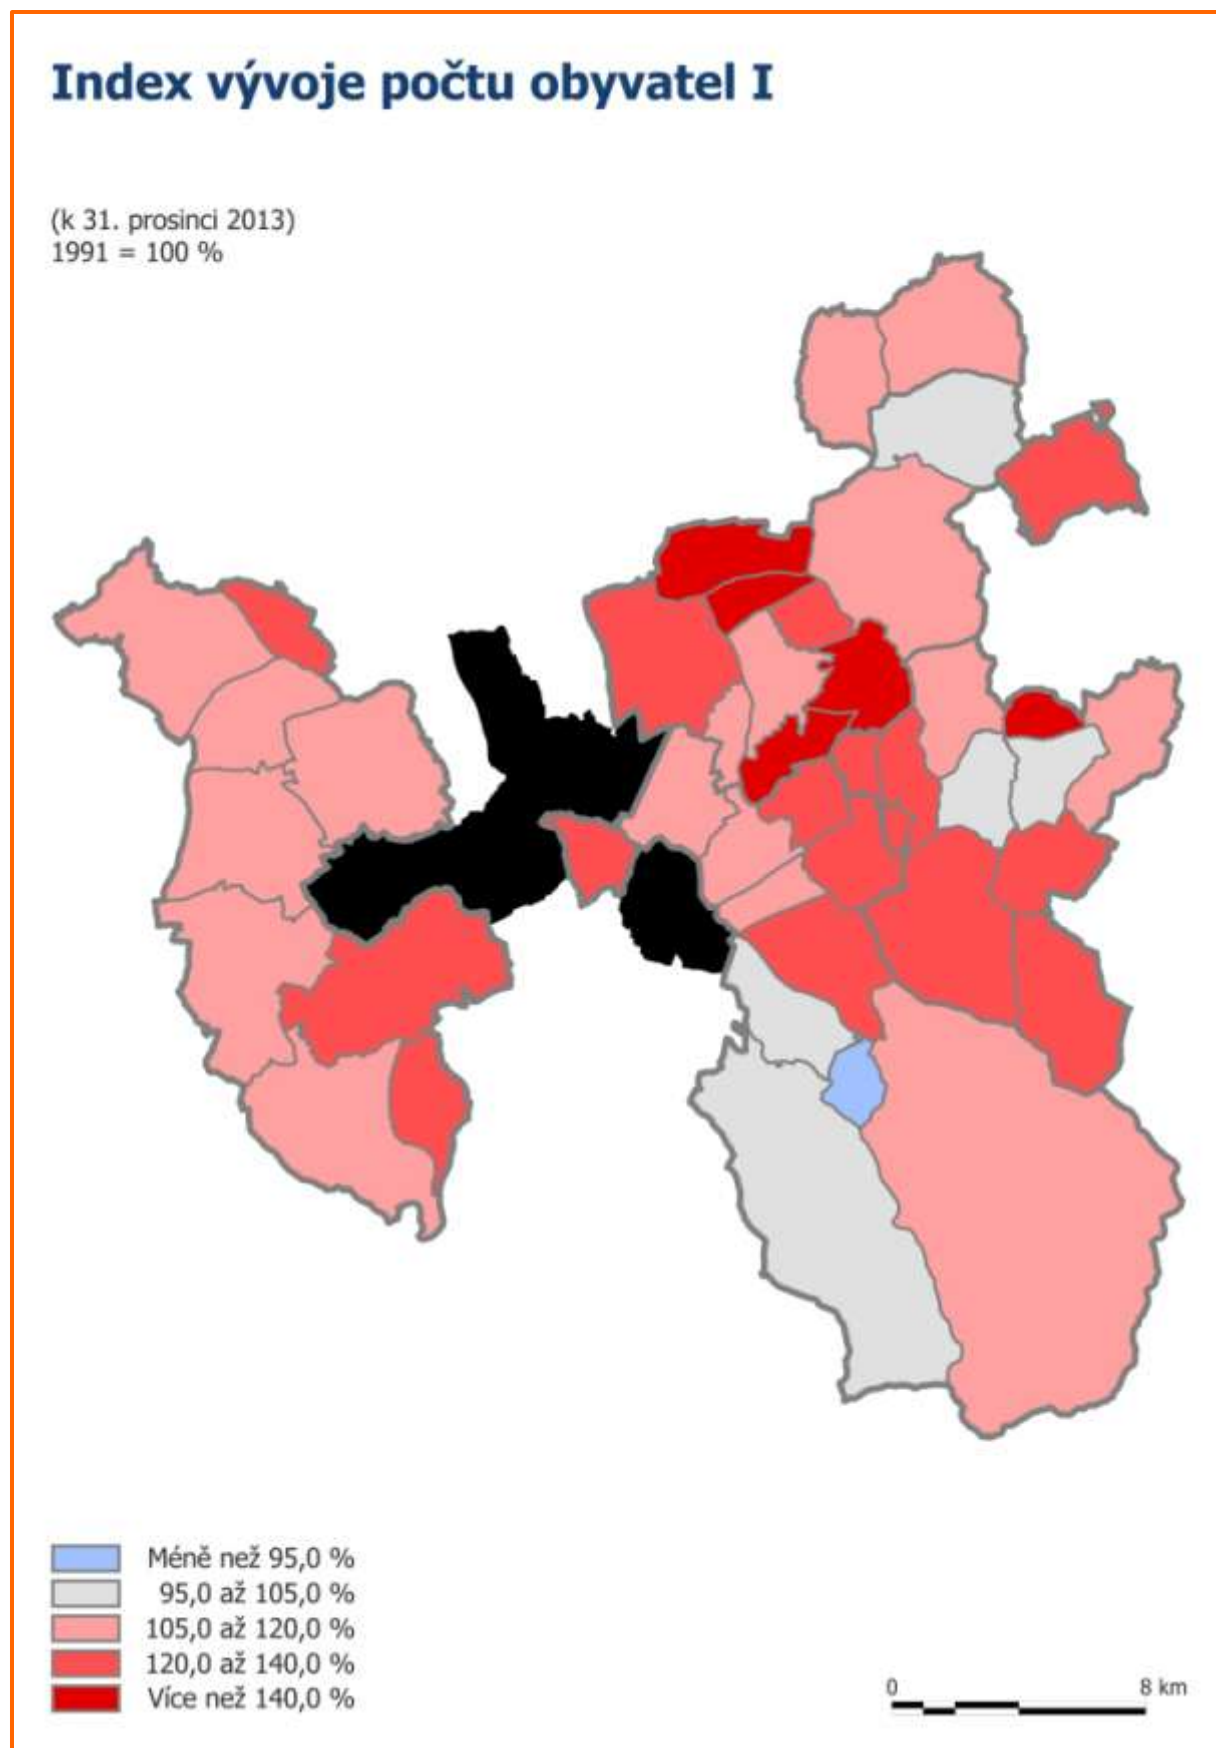 Index vývoje počtu obyvatel I
(k 31. prosinci 2013)
1991 = 100 %
Méně než 95,0 %
95,0 až 105,0 %
105,0 až 120,0 %
120,0 až 140,0 %
Více než 140,0 %
0 8 km